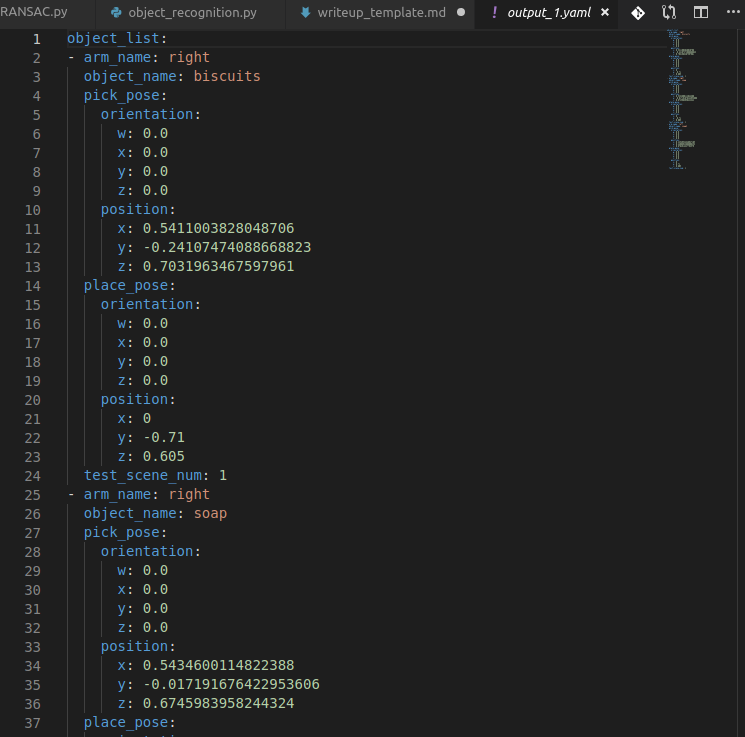 RANSAC.py object_recognition.py writeup_template.md ! output_1.yaml
1 object_list:
2 - arm_name: right
3 object_name: biscuits
4 pick_pose:
5 orientation:
6 w: 0.0
7 x: 0.0
8 y: 0.0
9 z: 0.0
10 position:
11 x: 0.5411003828048706
12 y: -0.24107474088668823
13 z: 0.7031963467597961
14 place_pose:
15 orientation:
16 w: 0.0
17 x: 0.0
18 y: 0.0
19 z: 0.0
20 position:
21 x: 0
22 y: -0.71
23 z: 0.605
24 test_scene_num: 1
25 - arm_name: right
26 object_name: soap
27 pick_pose:
28 orientation:
29 w: 0.0
30 x: 0.0
31 y: 0.0
32 z: 0.0
33 position:
34 x: 0.5434600114822388
35 y: -0.017191676422953606
36 z: 0.6745983958244324
37 place_pose: